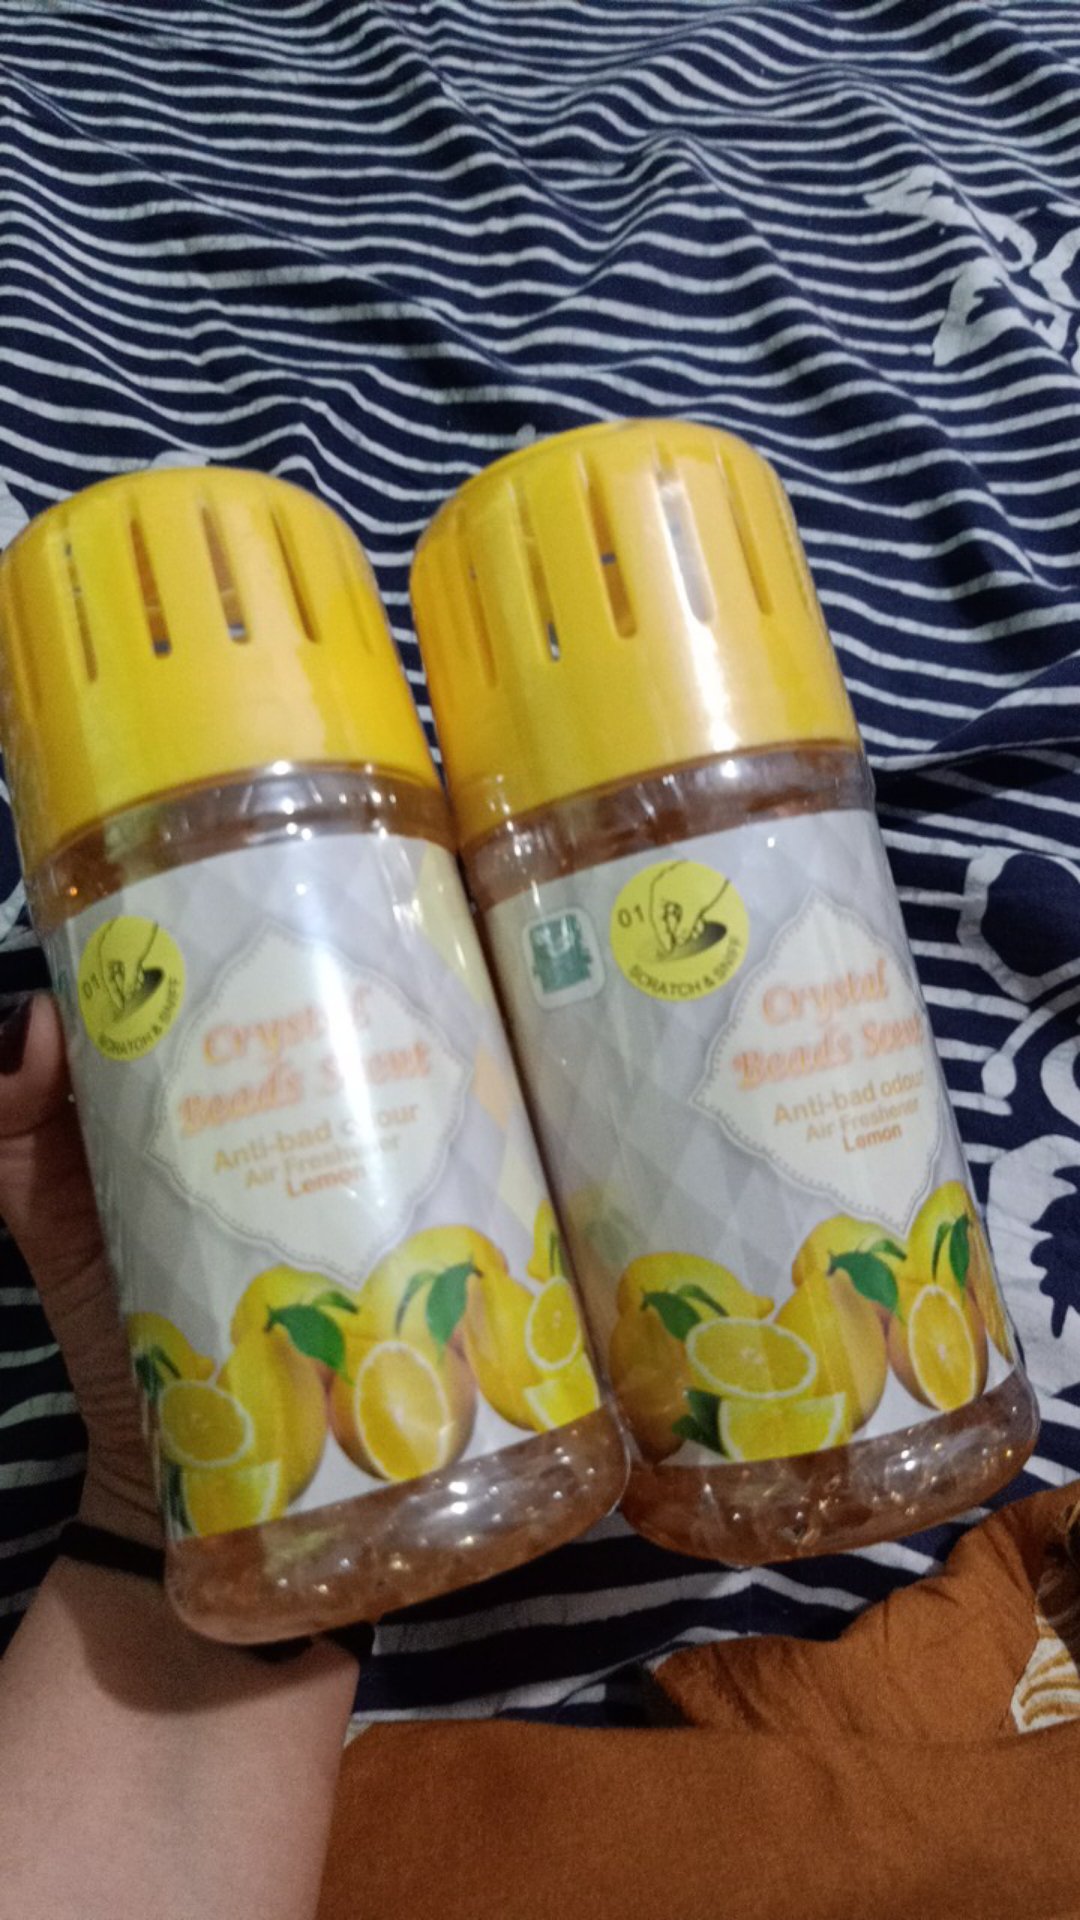 01
SCRATCH & SNIFF
Crystal
Beads Scent
Anti-bad odour
Air Freshener
Lemon
01
SCRATCH & SNIFF
Crystal
Beads Scent
Anti-bad odour
Air Freshener
Lemon